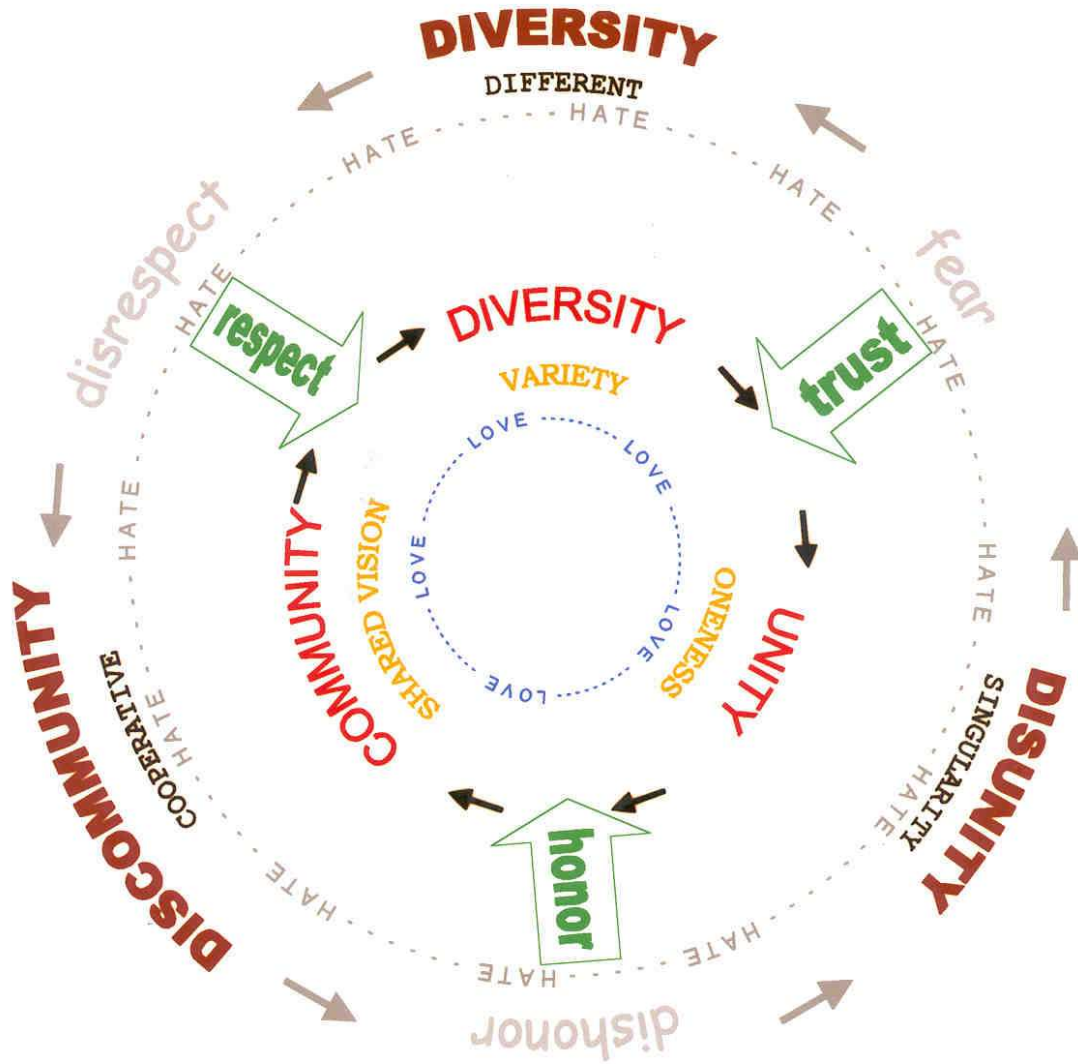 DIVERSITY
DIFFERENT
HATE
HATE
HATE
HATE
HATE
HATE
HATE
HATE
HATE
HATE
HATE
HATE
fear
DISUNITY
SINGULARITY
dishonor
DISCOMMUNITY
COOPERATIVE
disrespect
respect
trust
honor
DIVERSITY
VARIETY
UNITY
ONENESS
COMMUNITY
SHARED VISION
LOVE
LOVE
LOVE
LOVE
LOVE